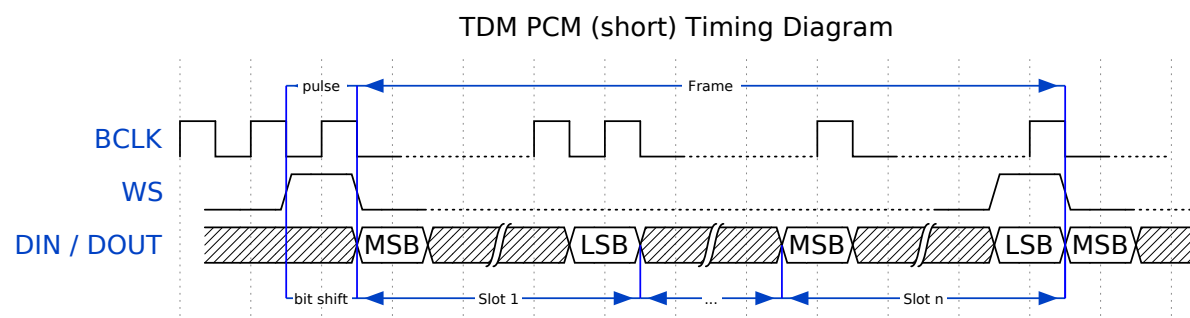 TDM PCM (short) Timing Diagram
pulse Frame
BCLK
WS
DIN / DOUT MSB LSB MSB LSB MSB
bit shift Slot 1 ... Slot n